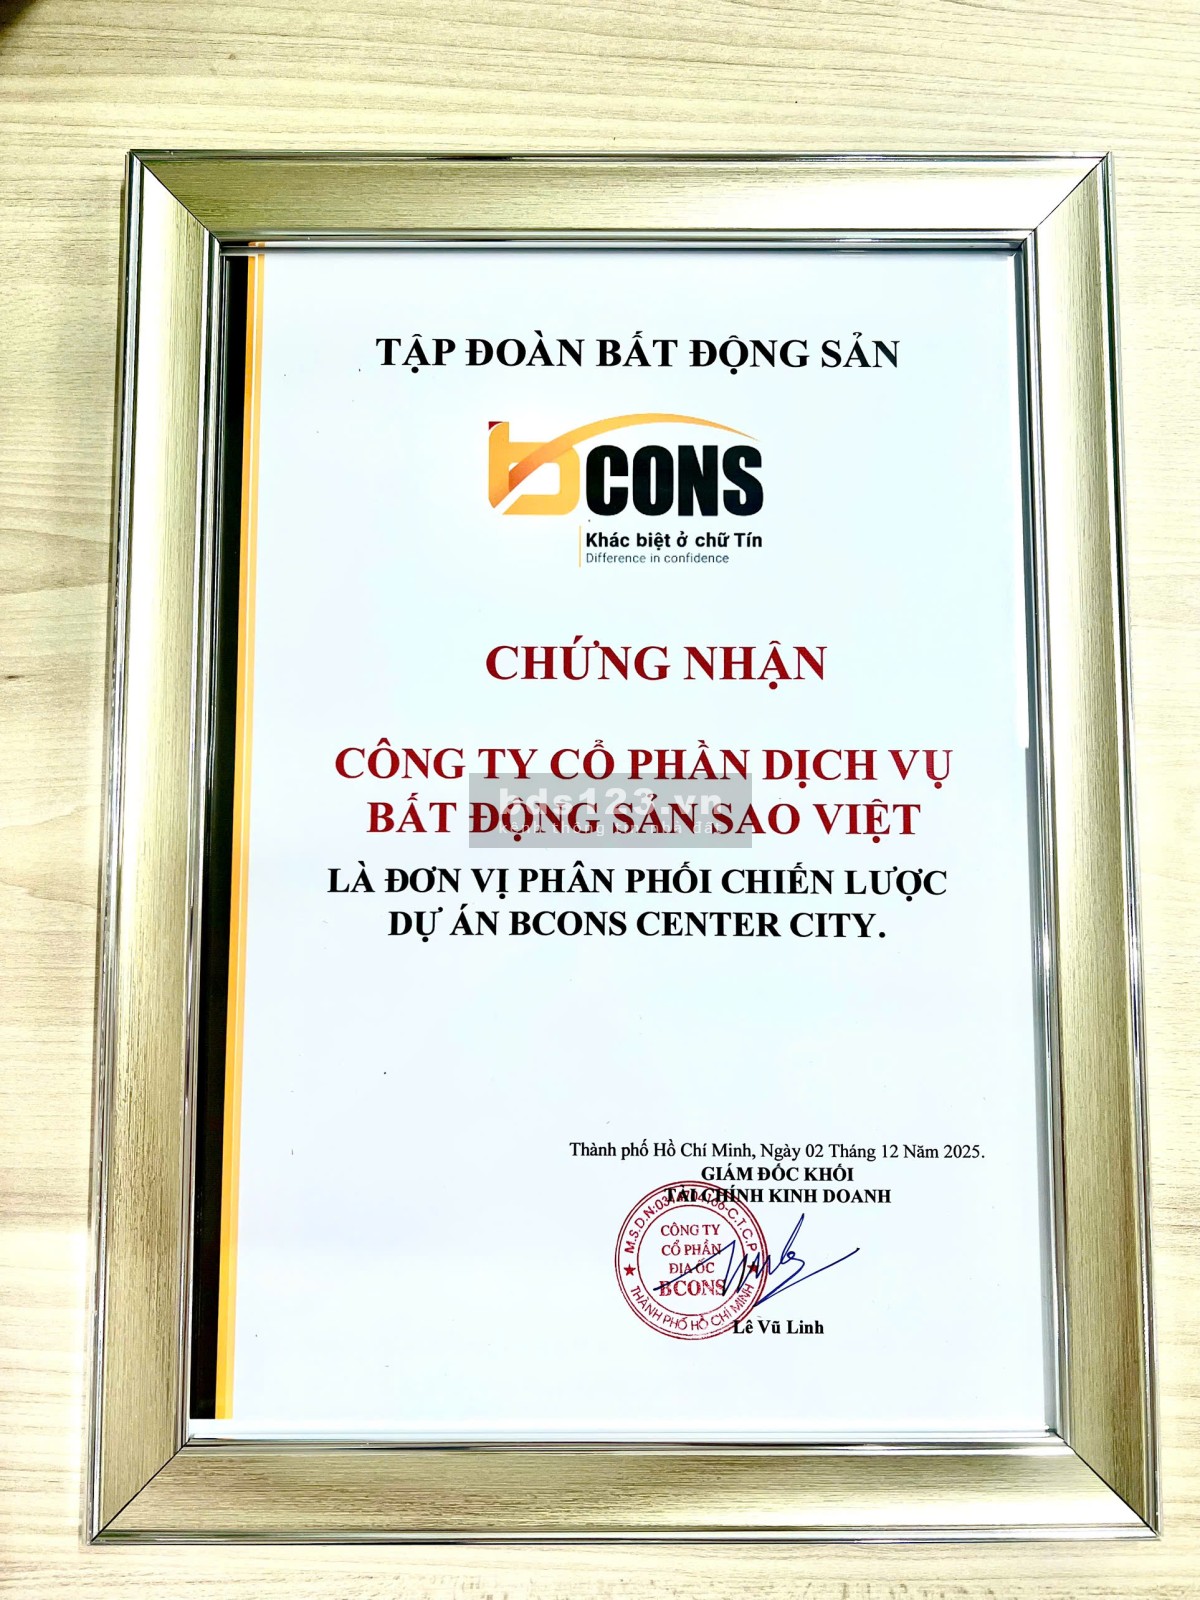 TẬP ĐOÀN BẤT ĐỘNG SẢN
bCONS
Khác biệt ở chữ Tín
Difference in confidence
CHỨNG NHẬN
CÔNG TY CỔ PHẦN DỊCH VỤ
BẤT ĐỘNG SẢN SAO VIỆT
bds123.vn
LÀ ĐƠN VỊ PHÂN PHỐI CHIẾN LƯỢC
DỰ ÁN BCONS CENTER CITY.
Thành phố Hồ Chí Minh, Ngày 02 Tháng 12 Năm 2025.
GIÁM ĐỐC KHỐI
TÀI CHÍNH KINH DOANH
CÔNG TY
CỔ PHẦN
ĐỊA ỐC
BCONS
THÀNH PHỐ HỒ CHÍ MINH
Lê Vũ Linh